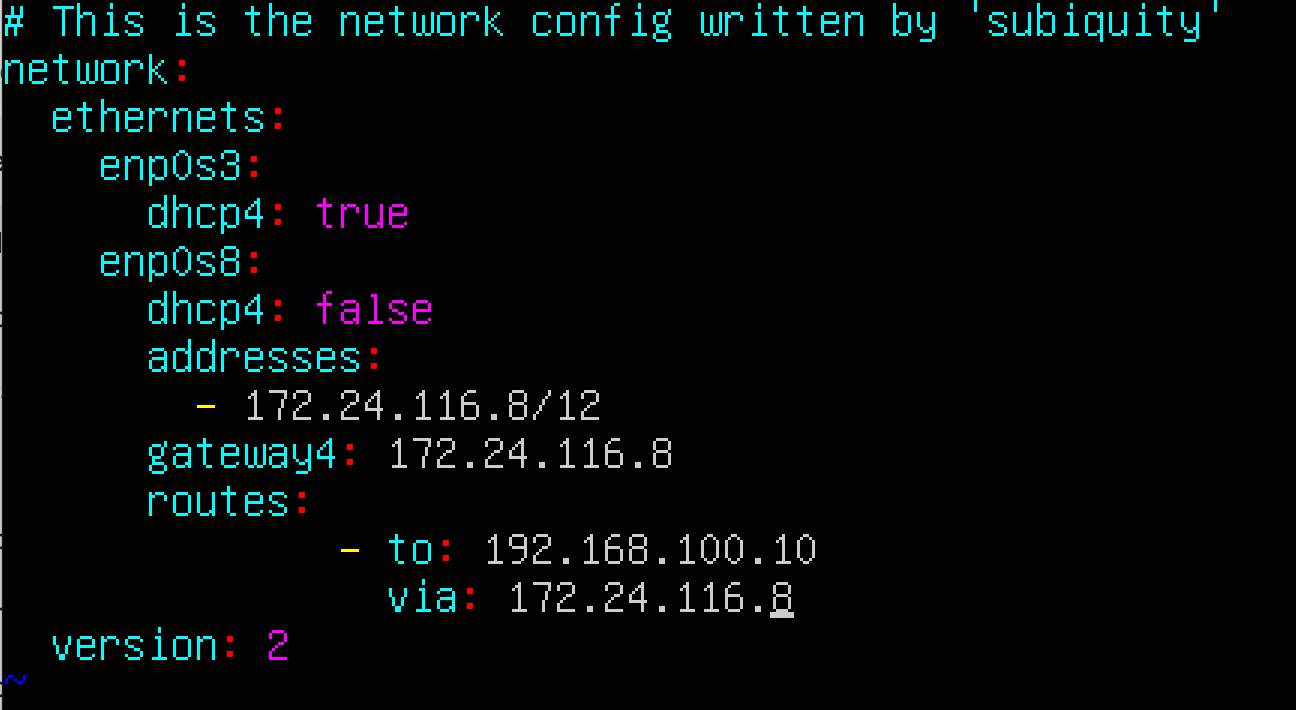 # This is the network config written by 'subiquity'
network:
  ethernets:
    enp0s3:
      dhcp4: true
    enp0s8:
      dhcp4: false
      addresses:
        - 172.24.116.8/12
      gateway4: 172.24.116.8
      routes:
              - to: 192.168.100.10
                via: 172.24.116.8
  version: 2
~